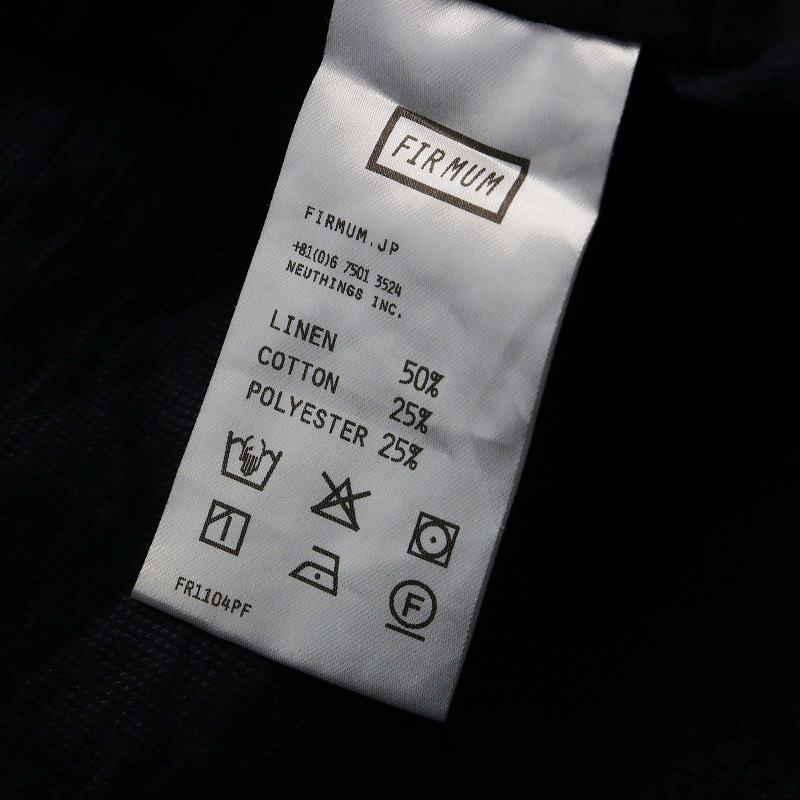 FIRMUM
FIRMUM.JP
+81(0)6 7501 3524
NEUTHINGS INC.
LINEN 50%
COTTON 25%
POLYESTER 25%
F
FR1104PF